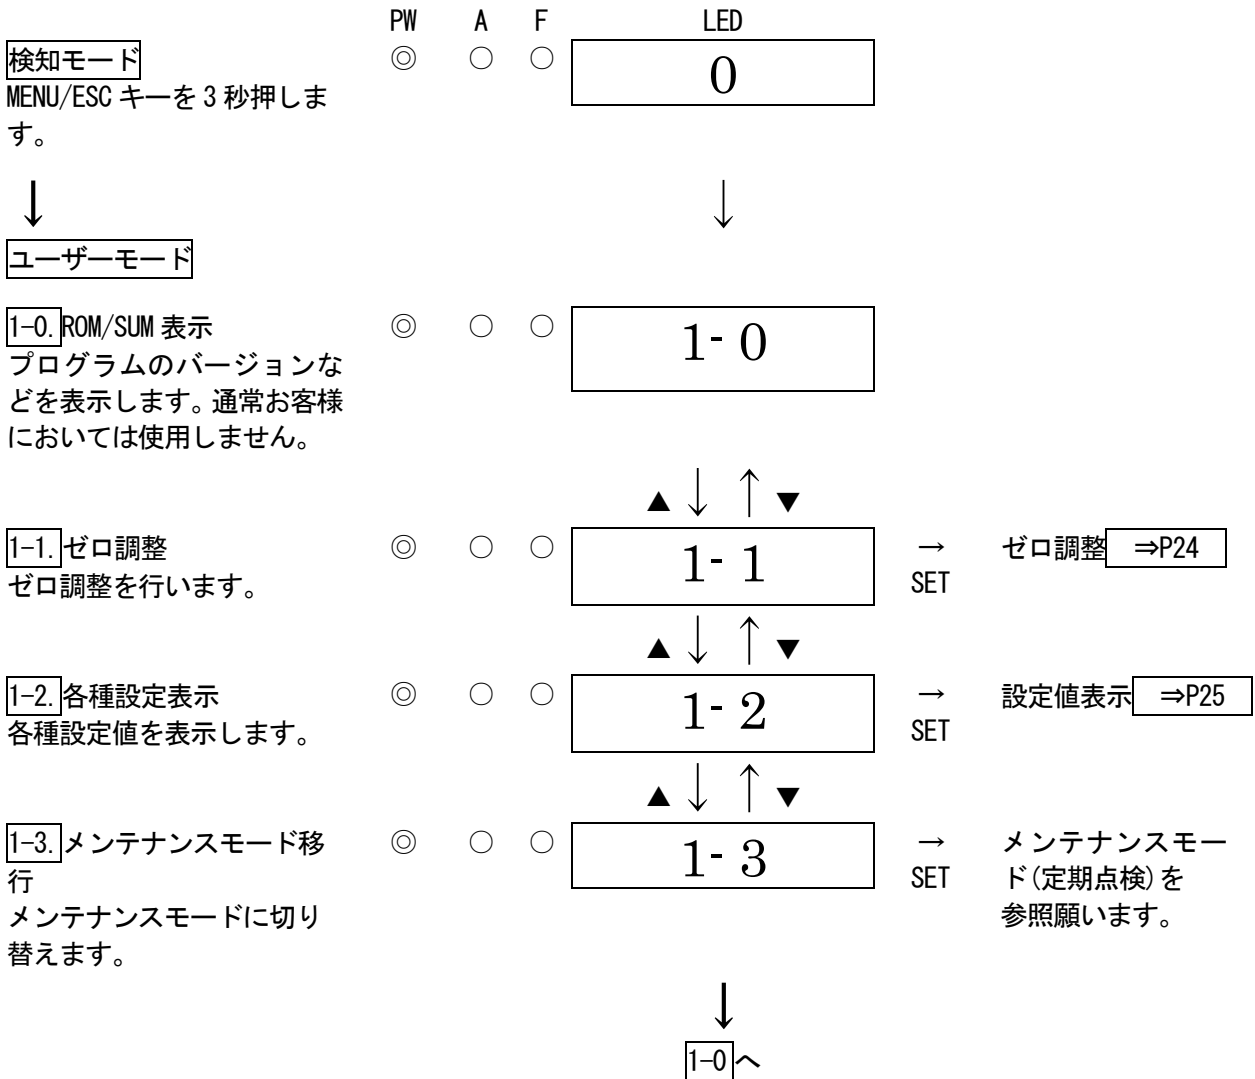 PW A F LED
検知モード ◎ ○ ○ 0
MENU/ESC キーを 3 秒押しま
す。
↓ ↓
ユーザーモード
1-0. ROM/SUM 表示 ◎ ○ ○ 1- 0
プログラムのバージョンな
どを表示します。通常お客様
においては使用しません。
▲ ↓ ↑ ▼
1-1. ゼロ調整 ◎ ○ ○ 1- 1 → ゼロ調整 ⇒P24
ゼロ調整を行います。 SET
▲ ↓ ↑ ▼
1-2. 各種設定表示 ◎ ○ ○ 1- 2 → 設定値表示 ⇒P25
各種設定値を表示します。 SET
▲ ↓ ↑ ▼
1-3. メンテナンスモード移 ◎ ○ ○ 1- 3 → メンテナンスモー
行 SET ド(定期点検)を
メンテナンスモードに切り 参照願います。
替えます。
↓
1-0 へ